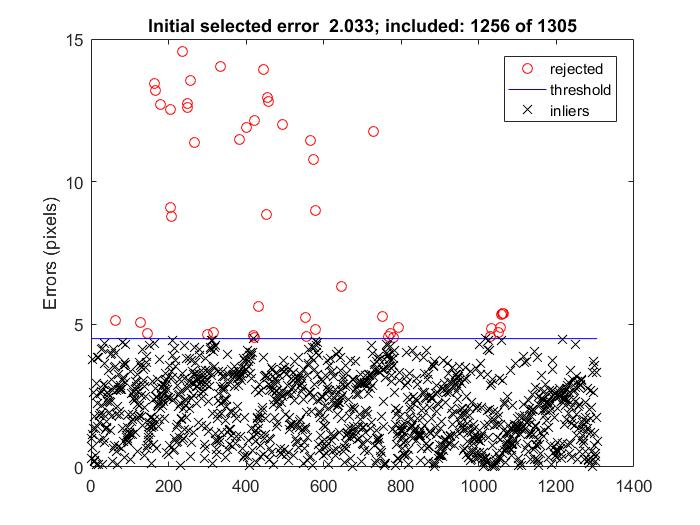 Initial selected error 2.033; included: 1256 of 1305
15
rejected
threshold
inliers
10
Errors (pixels)
5
0
0 200 400 600 800 1000 1200 1400